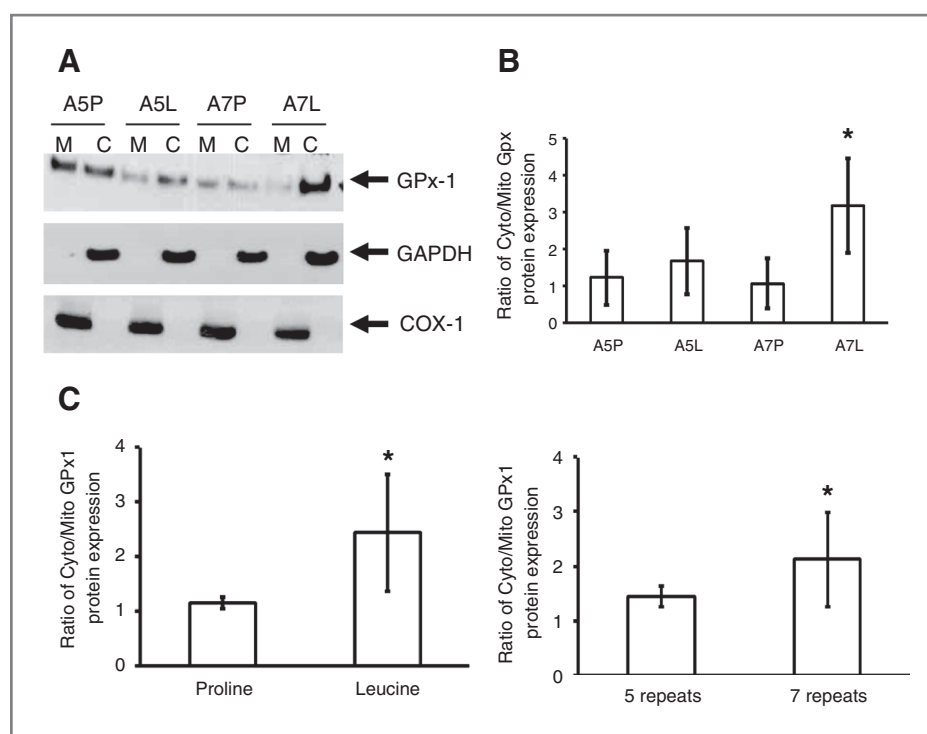 A
A5P A5L A7P A7L
M C M C M C M C
GPx-1
GAPDH
COX-1
B
Ratio of Cyto/Mito Gpx
protein expression
5
4
3
2
1
0
*
A5P A5L A7P A7L
C
Ratio of Cyto/Mito GPx1
protein expression
4
3
2
1
0
*
Proline Leucine
Ratio of Cyto/Mito GPx1
protein expression
4
3
2
1
0
*
5 repeats 7 repeats